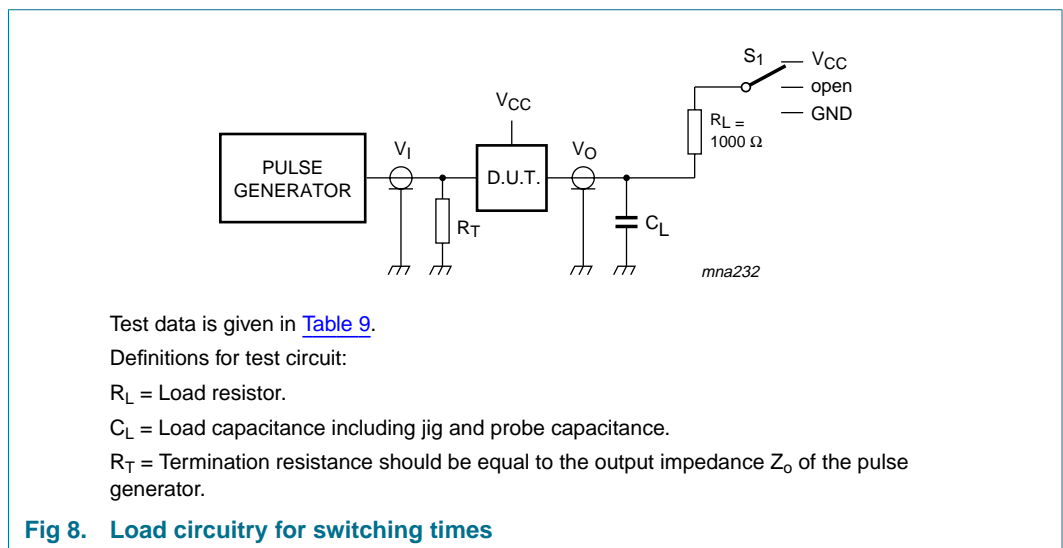 S1
VCC
open
GND
VCC
RL =
1000 Ω
VI
VO
PULSE
GENERATOR
D.U.T.
RT
CL
mna232
Test data is given in Table 9.
Definitions for test circuit:
RL = Load resistor.
CL = Load capacitance including jig and probe capacitance.
RT = Termination resistance should be equal to the output impedance Zo of the pulse
generator.
Fig 8. Load circuitry for switching times